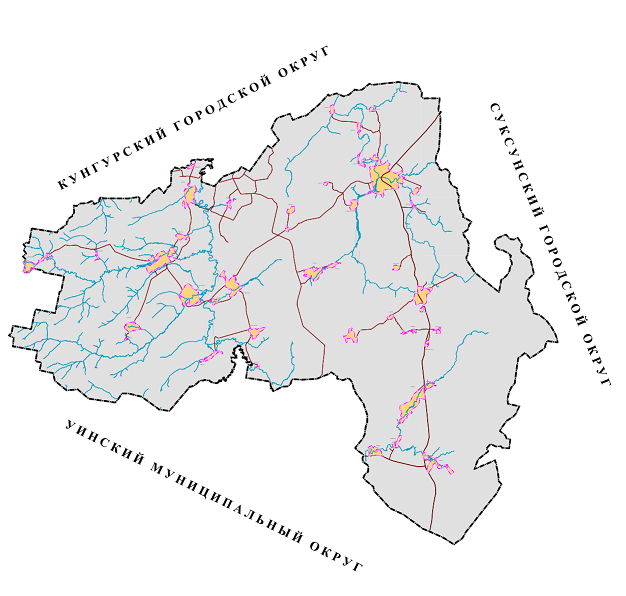 КУНГУРСКИЙ ГОРОДСКОЙ ОКРУГ
СУКСУНСКИЙ ГОРОДСКОЙ ОКРУГ
УИНСКИЙ МУНИЦИПАЛЬНЫЙ ОКРУГ